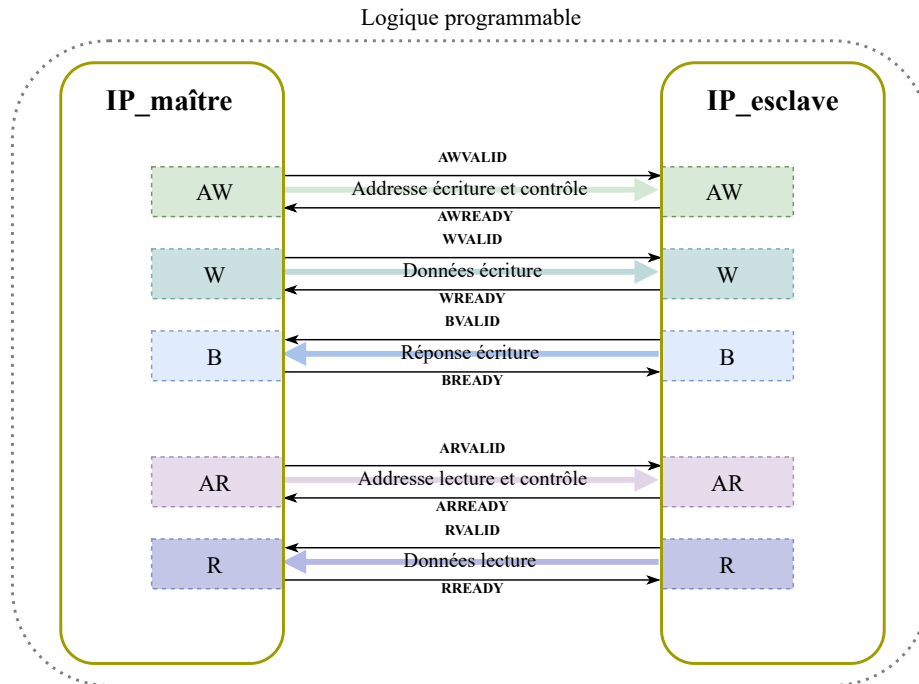 Logique programmable
IP_maître
IP_esclave
AWVALID
AW
Addresse écriture et contrôle
AW
AWREADY
WVALID
W
Données écriture
W
WREADY
BVALID
B
Réponse écriture
B
BREADY
ARVALID
AR
Addresse lecture et contrôle
AR
ARREADY
RVALID
R
Données lecture
R
RREADY